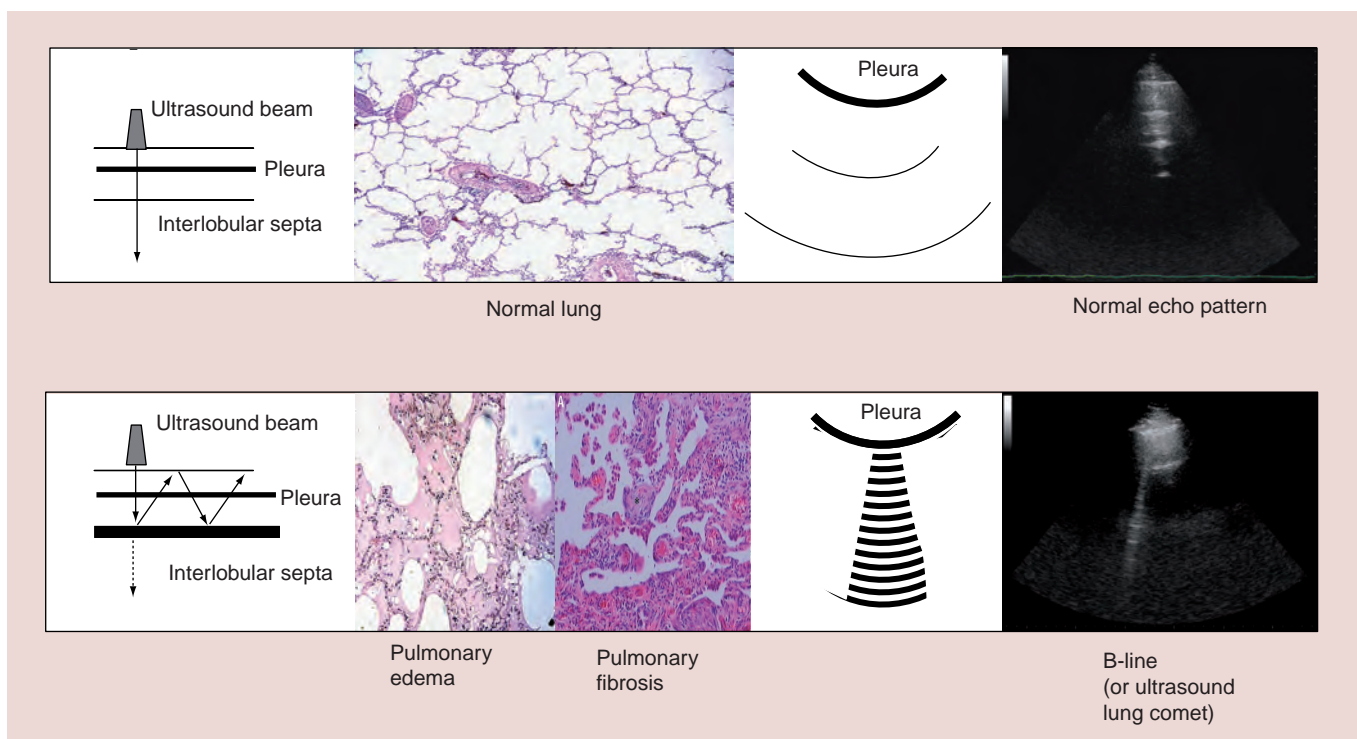 Ultrasound beam
Pleura
Interlobular septa
Normal lung
Pleura
Normal echo pattern
Ultrasound beam
Pleura
Interlobular septa
A
Pulmonary
edema
Pulmonary
fibrosis
Pleura
B-line
(or ultrasound
lung comet)